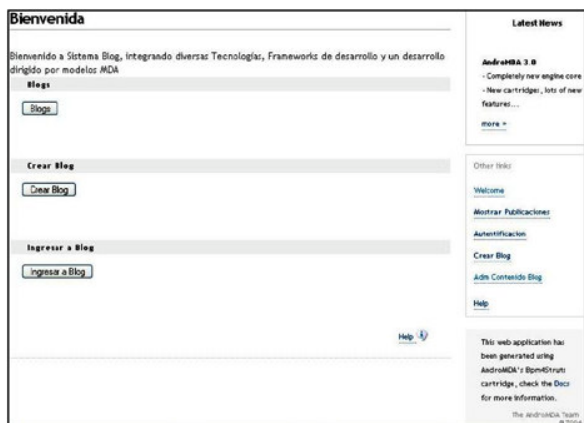 Bienvenida
Bienvenido a Sistema Blog, integrando diversas Tecnologías, Frameworks de desarrollo y un desarrollo
dirigido por modelos MDA
Blogs
Blogs
Crear Blog
Crear Blog
Ingresar a Blog
Ingresar a Blog
Help
Latest News
AndroMDA 3.0
- Completely new engine core
- New cartridges, lots of new
features...
more »
Other links
Welcome
Mostrar Publicaciones
Autentificacion
Crear Blog
Adm Contenido Blog
Help
This web application has
been generated using
AndroMDA's Bpm4Struts
cartridge, check the Docs
for more information.
The AndroMDA Team